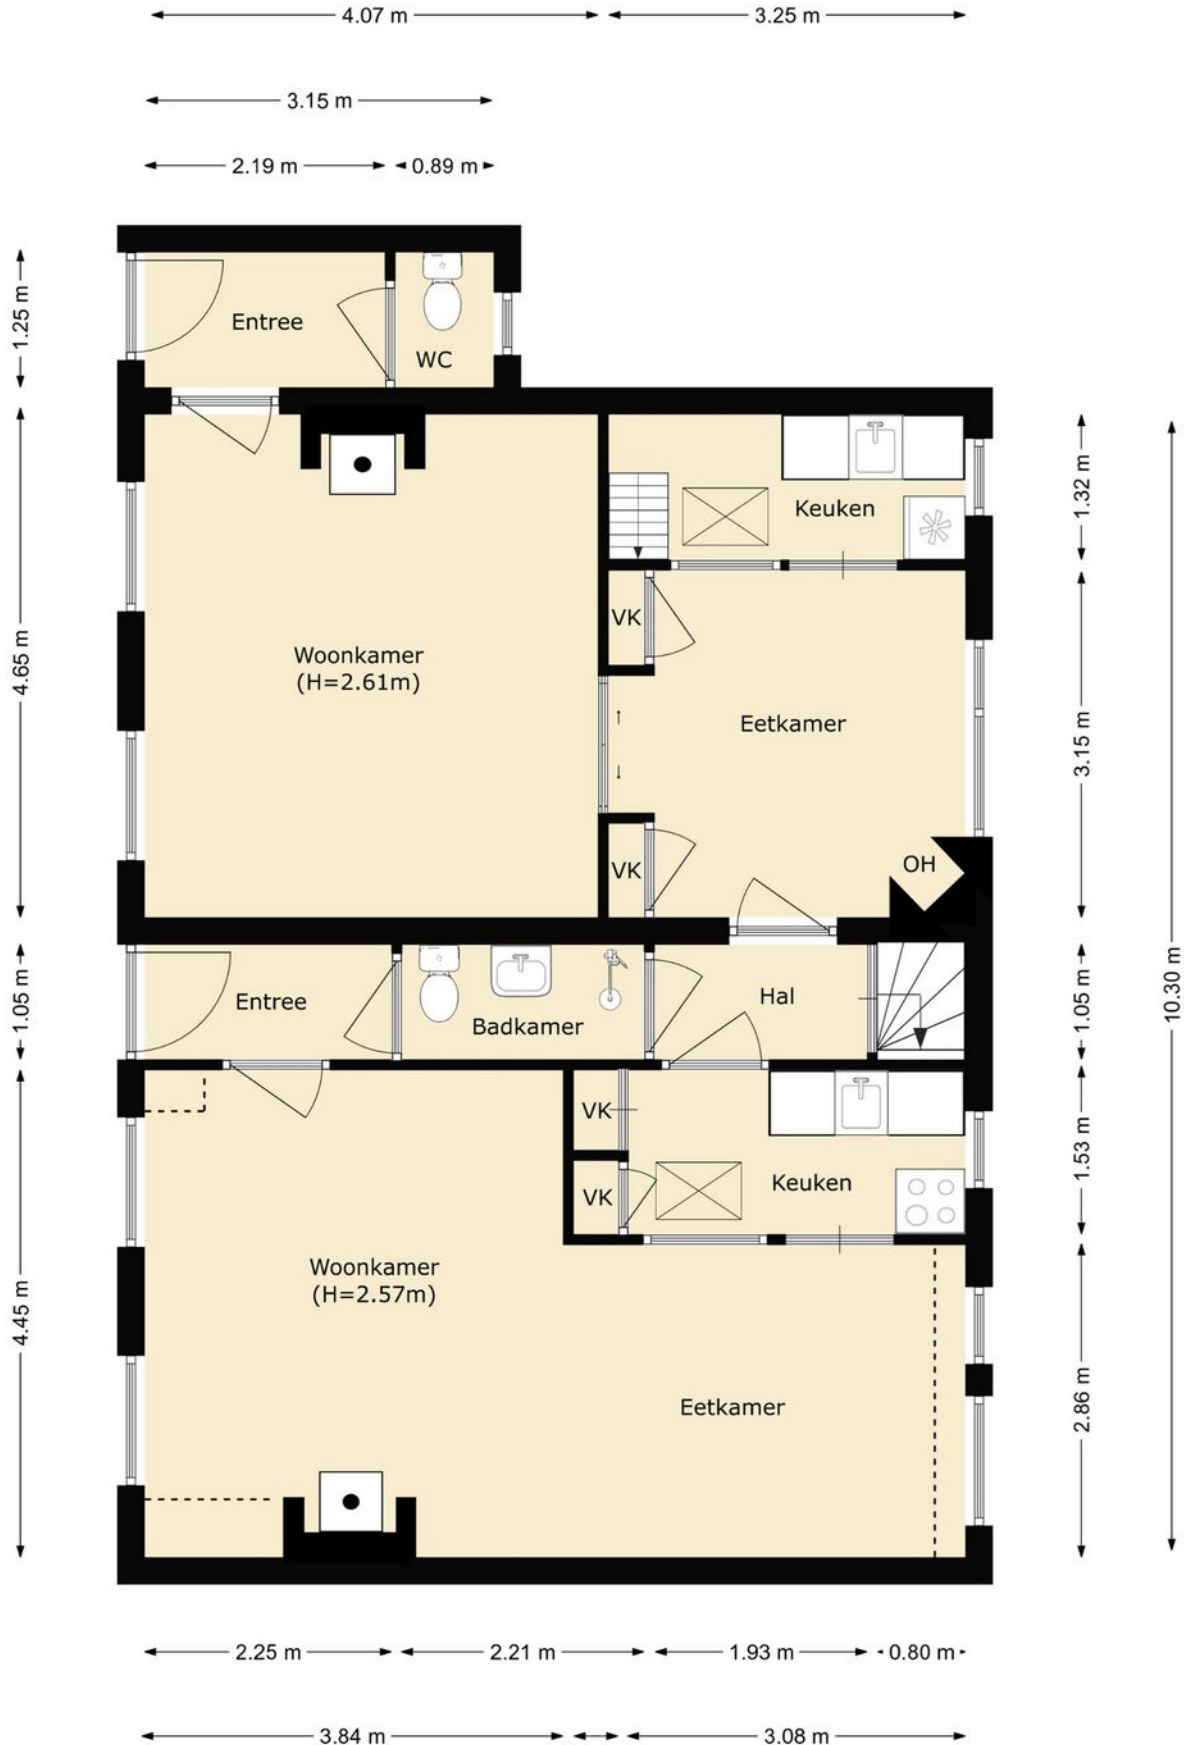 4.07 m
3.25 m
3.15 m
2.19 m
0.89 m
1.25 m
Entree
WC
4.65 m
1.32 m
Keuken
VK
Woonkamer
(H=2.61m)
Eetkamer
3.15 m
VK
OH
1.05 m
Entree
Badkamer
Hal
1.05 m
10.30 m
VK
1.53 m
VK
Keuken
Woonkamer
(H=2.57m)
4.45 m
Eetkamer
2.86 m
2.25 m
2.21 m
1.93 m
0.80 m
3.84 m
3.08 m